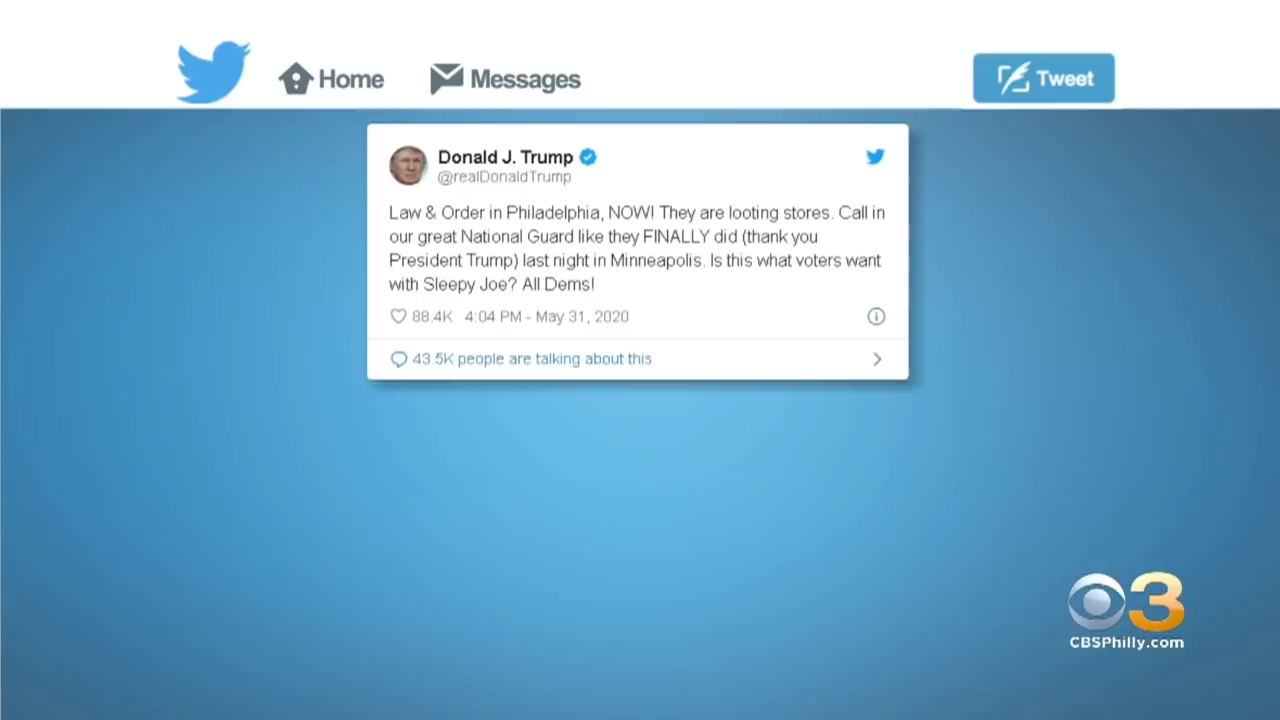 Home Messages Tweet
Donald J. Trump
@realDonaldTrump
Law & Order in Philadelphia, NOW! They are looting stores. Call in
our great National Guard like they FINALLY did (thank you
President Trump) last night in Minneapolis. Is this what voters want
with Sleepy Joe? All Dems!
88.4K 4:04 PM - May 31, 2020
43.5K people are talking about this
3
CBSPhilly.com